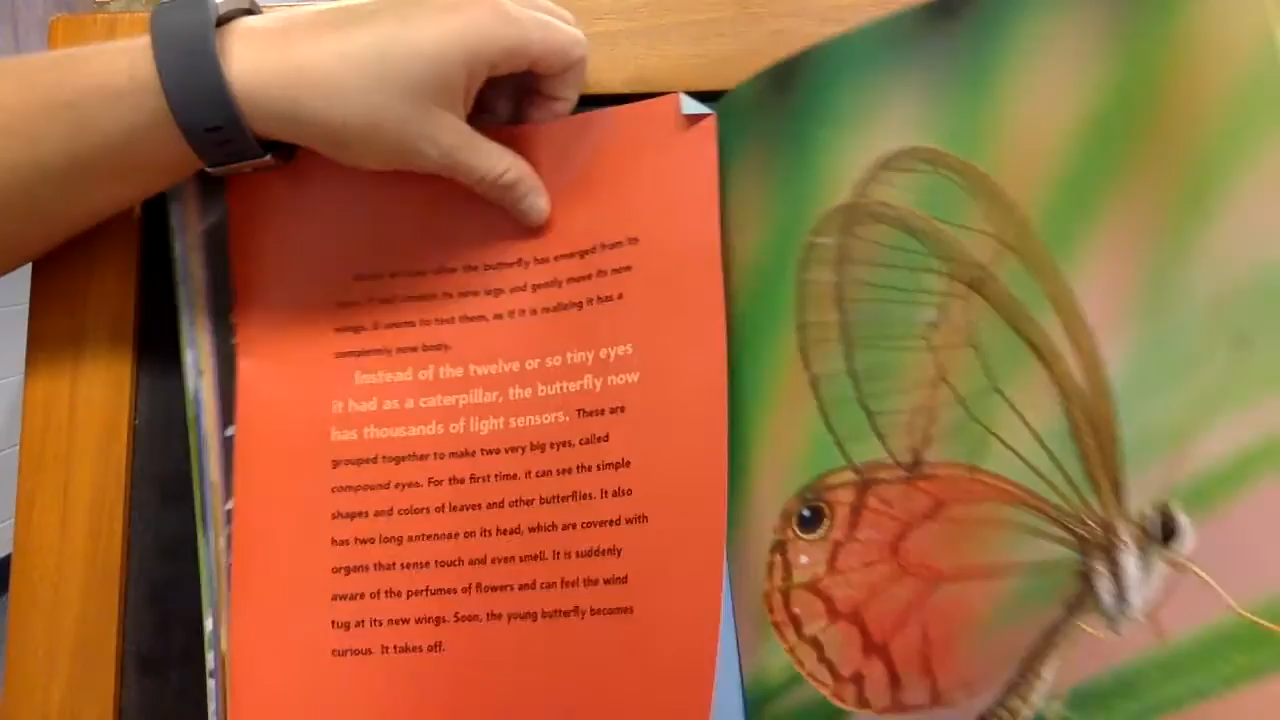 after the butterfly has emerged from its
its new legs and gently move its new
wings. It seems to test them, as if it is realizing it has a
completely new body.
Instead of the twelve or so tiny eyes
it had as a caterpillar, the butterfly now
has thousands of light sensors. These are
grouped together to make two very big eyes, called
compound eyes. For the first time, it can see the simple
shapes and colors of leaves and other butterflies. It also
has two long antennae on its head, which are covered with
organs that sense touch and even smell. It is suddenly
aware of the perfumes of flowers and can feel the wind
tug at its new wings. Soon, the young butterfly becomes
curious. It takes off.